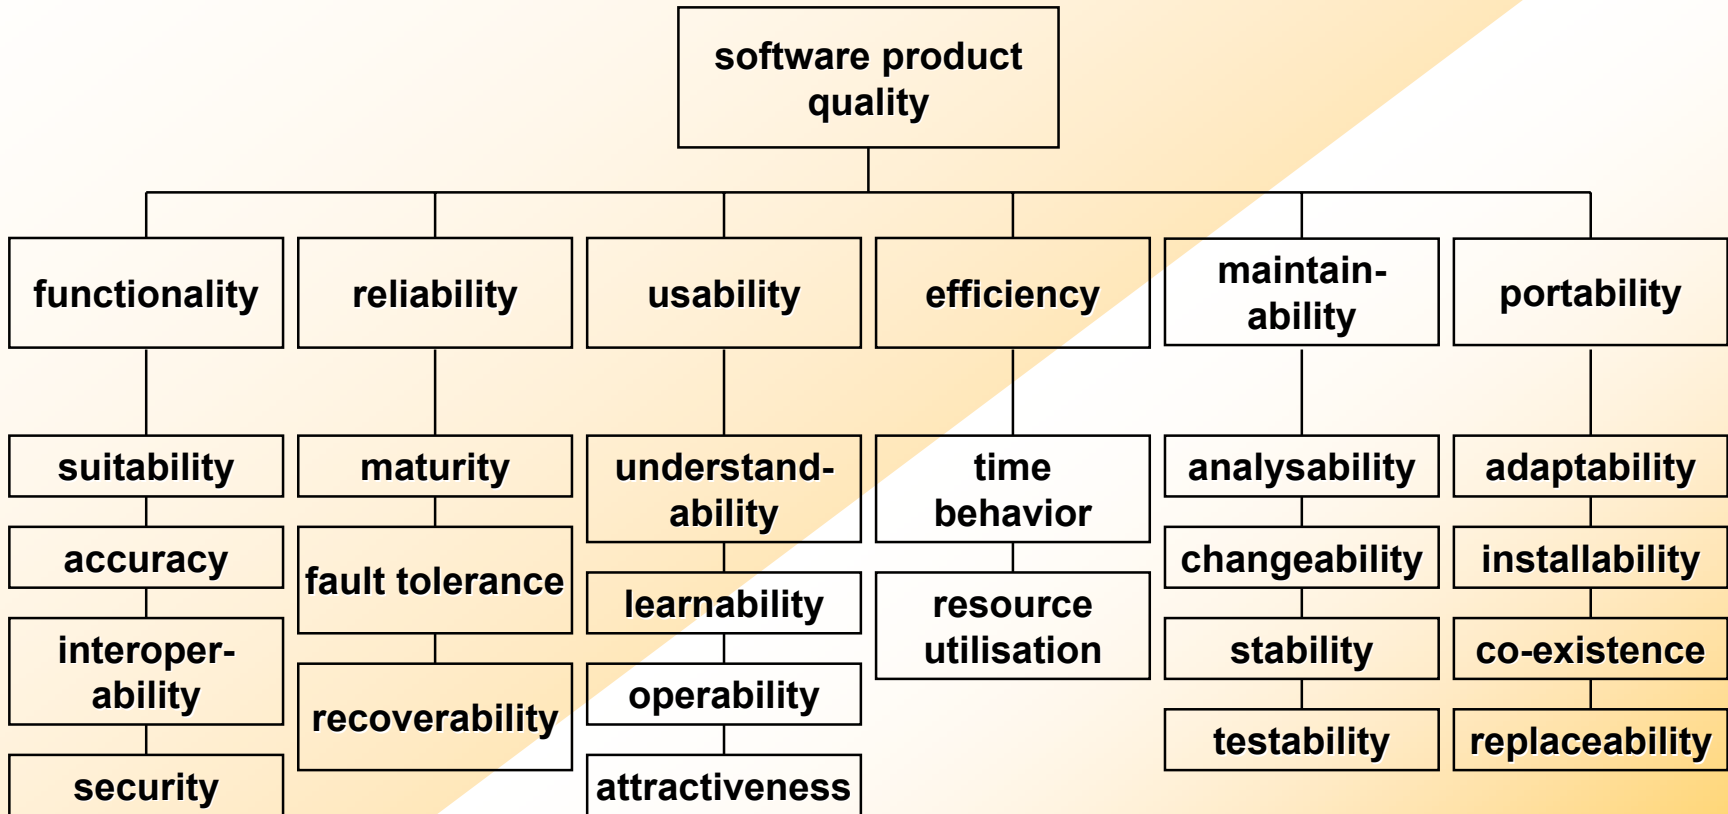 software product
quality
functionality
reliability
usability
efficiency
maintain-
ability
portability
suitability
accuracy
interoper-
ability
security
maturity
fault tolerance
recoverability
understand-
ability
learnability
operability
attractiveness
time
behavior
resource
utilisation
analysability
changeability
stability
testability
adaptability
installability
co-existence
replaceability